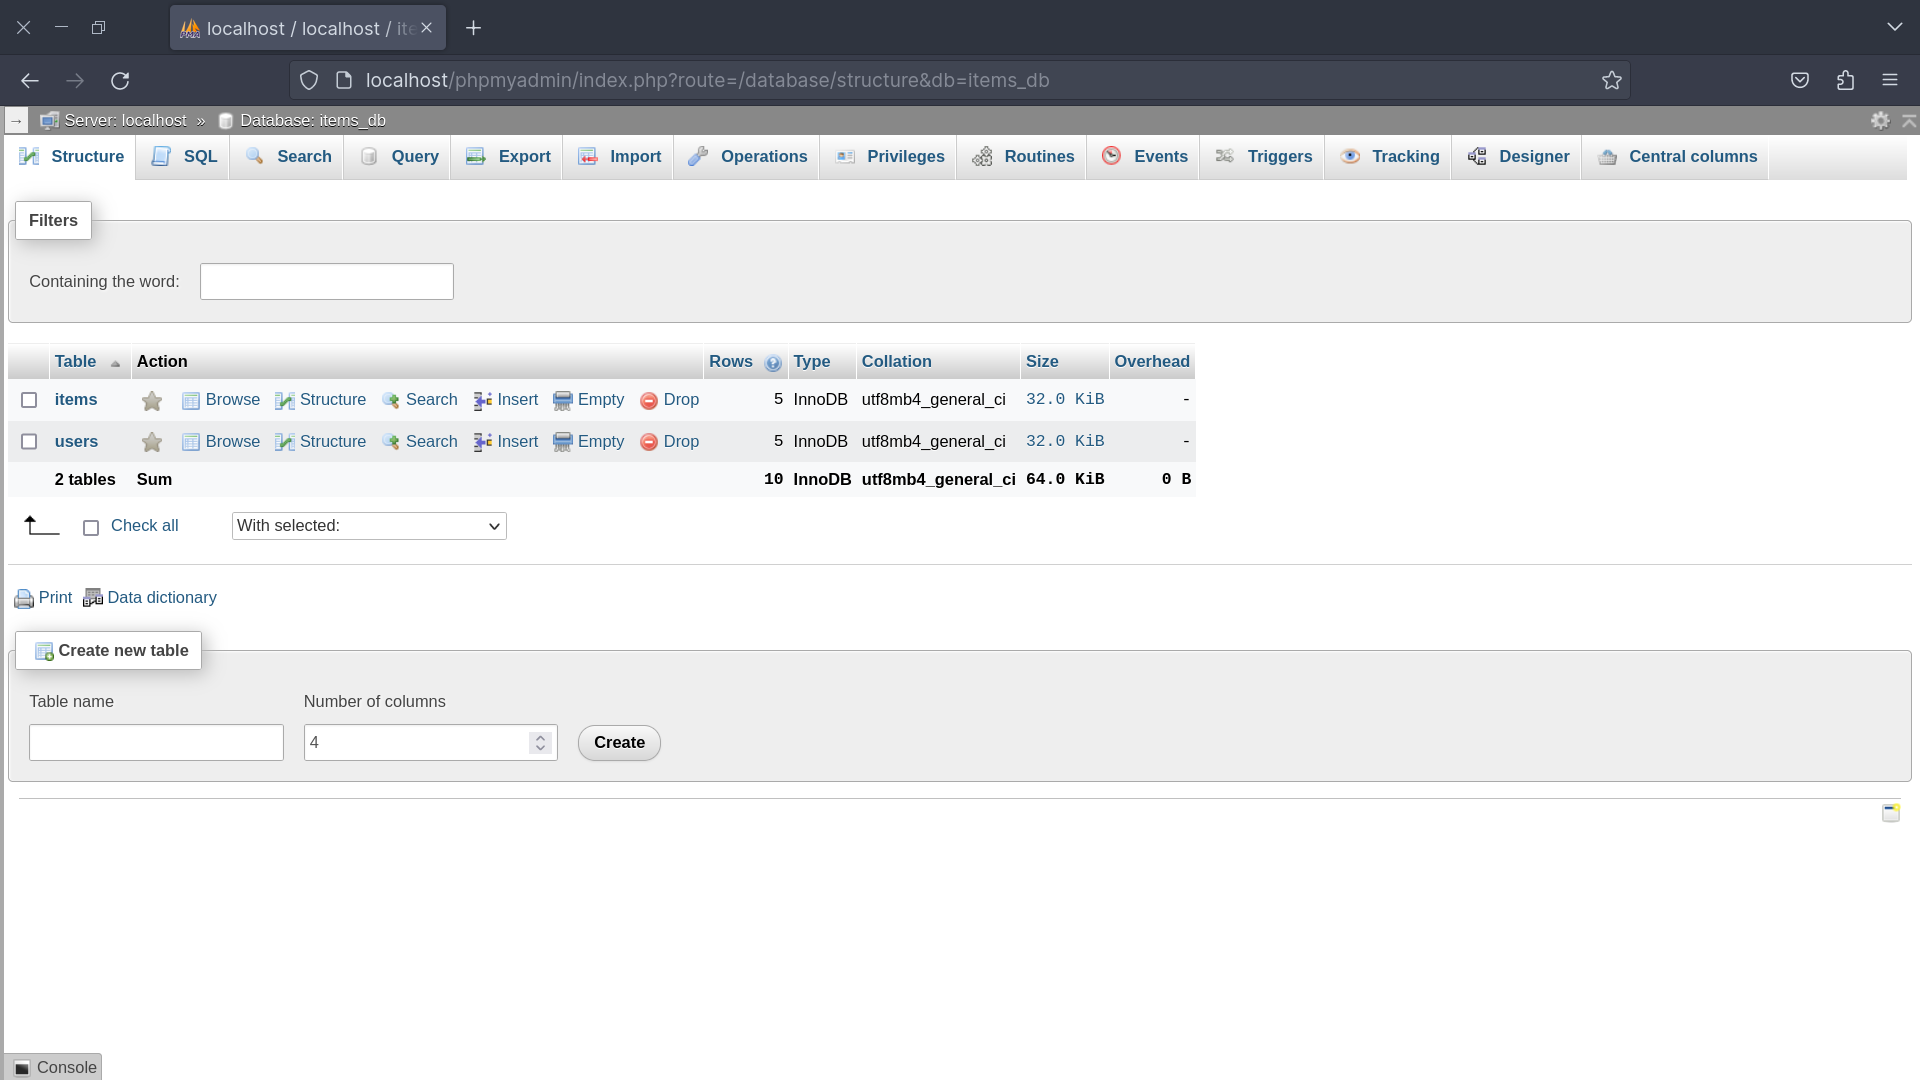 localhost / localhost / ite
localhost/phpmyadmin/index.php?route=/database/structure&db=items_db
Server: localhost » Database: items_db
Structure SQL Search Query Export Import Operations Privileges Routines Events Triggers Tracking Designer Central columns
Filters
Containing the word:
Table Action Rows Type Collation Size Overhead
items Browse Structure Search Insert Empty Drop 5 InnoDB utf8mb4_general_ci 32.0 KiB -
users Browse Structure Search Insert Empty Drop 5 InnoDB utf8mb4_general_ci 32.0 KiB -
2 tables Sum 10 InnoDB utf8mb4_general_ci 64.0 KiB 0 B
Check all With selected:
Print Data dictionary
Create new table
Table name Number of columns
4 Create
Console